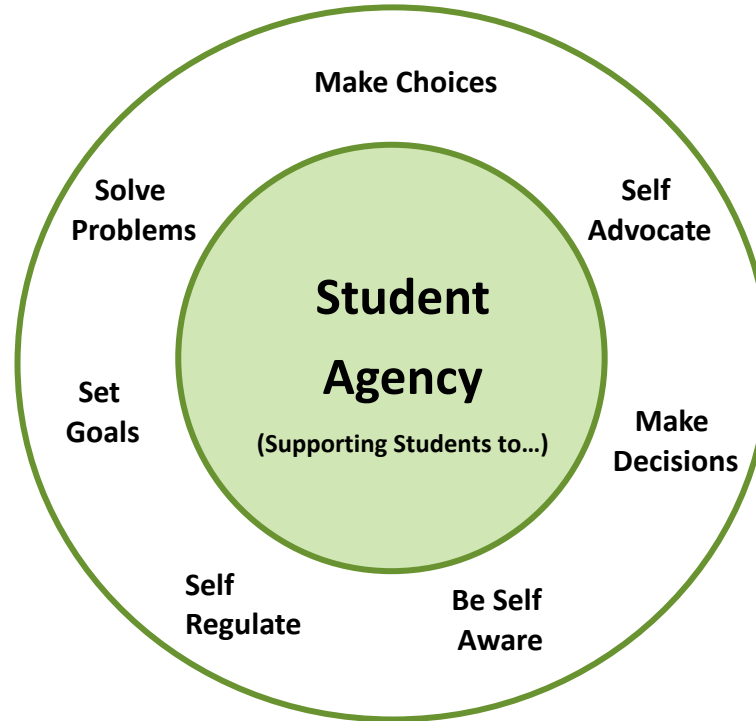 Make Choices
Solve
Problems
Self
Advocate
Student
Agency
(Supporting Students to…)
Set
Goals
Make
Decisions
Self
Regulate
Be Self
Aware